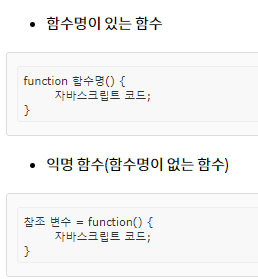 • 함수명이 있는 함수
function 함수명() {
자바스크립트 코드;
}
• 익명 함수(함수명이 없는 함수)
참조 변수 = function() {
자바스크립트 코드;
}